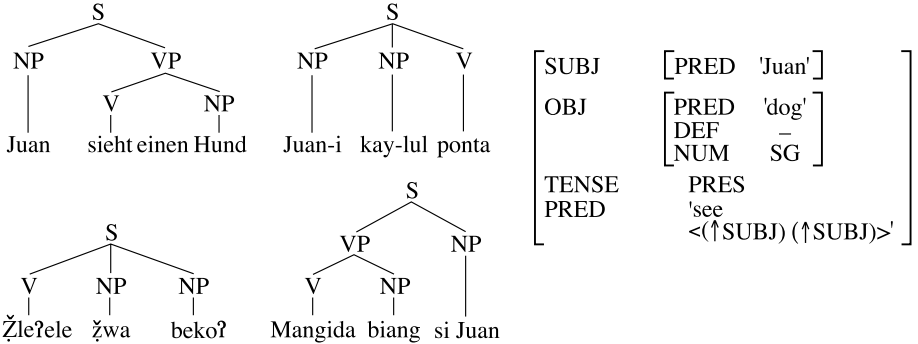 S
NP VP
V NP
Juan sieht einen Hund
S
NP NP V
Juan-i kay-lul ponta
S
V NP NP
Ẓ̌leʔele ẓ̌wa bekoʔ
S
VP NP
V NP
Mangida biang si Juan
SUBJ [PRED 'Juan']
OBJ [PRED 'dog'
DEF –
NUM SG]
TENSE PRES
PRED 'see
<(↑SUBJ) (↑SUBJ)>'